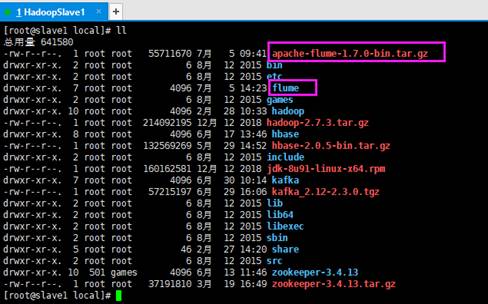 1 HadoopSlave1 × +
[root@slave1 local]# ll
总用量 641580
-rw-r--r--. 1 root root 55711670 7月 5 09:41 apache-flume-1.7.0-bin.tar.gz
drwxr-xr-x. 2 root root 6 8月 12 2015 bin
drwxr-xr-x. 2 root root 6 8月 12 2015 etc
drwxr-xr-x. 7 root root 4096 7月 5 14:23 flume
drwxr-xr-x. 2 root root 6 8月 12 2015 games
drwxr-xr-x. 10 root root 4096 2月 28 10:33 hadoop
-rw-r--r--. 1 root root 214092195 12月 12 2018 hadoop-2.7.3.tar.gz
drwxr-xr-x. 8 root root 4096 6月 17 13:46 hbase
-rw-r--r--. 1 root root 132569269 5月 29 14:52 hbase-2.0.5-bin.tar.gz
drwxr-xr-x. 2 root root 6 8月 12 2015 include
-rw-r--r--. 1 root root 160162581 12月 12 2018 jdk-8u91-linux-x64.rpm
drwxr-xr-x. 7 root root 4096 6月 30 10:14 kafka
-rw-r--r--. 1 root root 57215197 6月 29 16:06 kafka_2.12-2.3.0.tgz
drwxr-xr-x. 2 root root 6 8月 12 2015 lib
drwxr-xr-x. 2 root root 6 8月 12 2015 lib64
drwxr-xr-x. 2 root root 6 8月 12 2015 libexec
drwxr-xr-x. 2 root root 6 8月 12 2015 sbin
drwxr-xr-x. 5 root root 46 2月 27 14:20 share
drwxr-xr-x. 2 root root 6 8月 12 2015 src
drwxr-xr-x. 10 501 games 4096 6月 13 11:46 zookeeper-3.4.13
-rw-r--r--. 1 root root 37191810 3月 19 16:49 zookeeper-3.4.13.tar.gz
[root@slave1 local]#